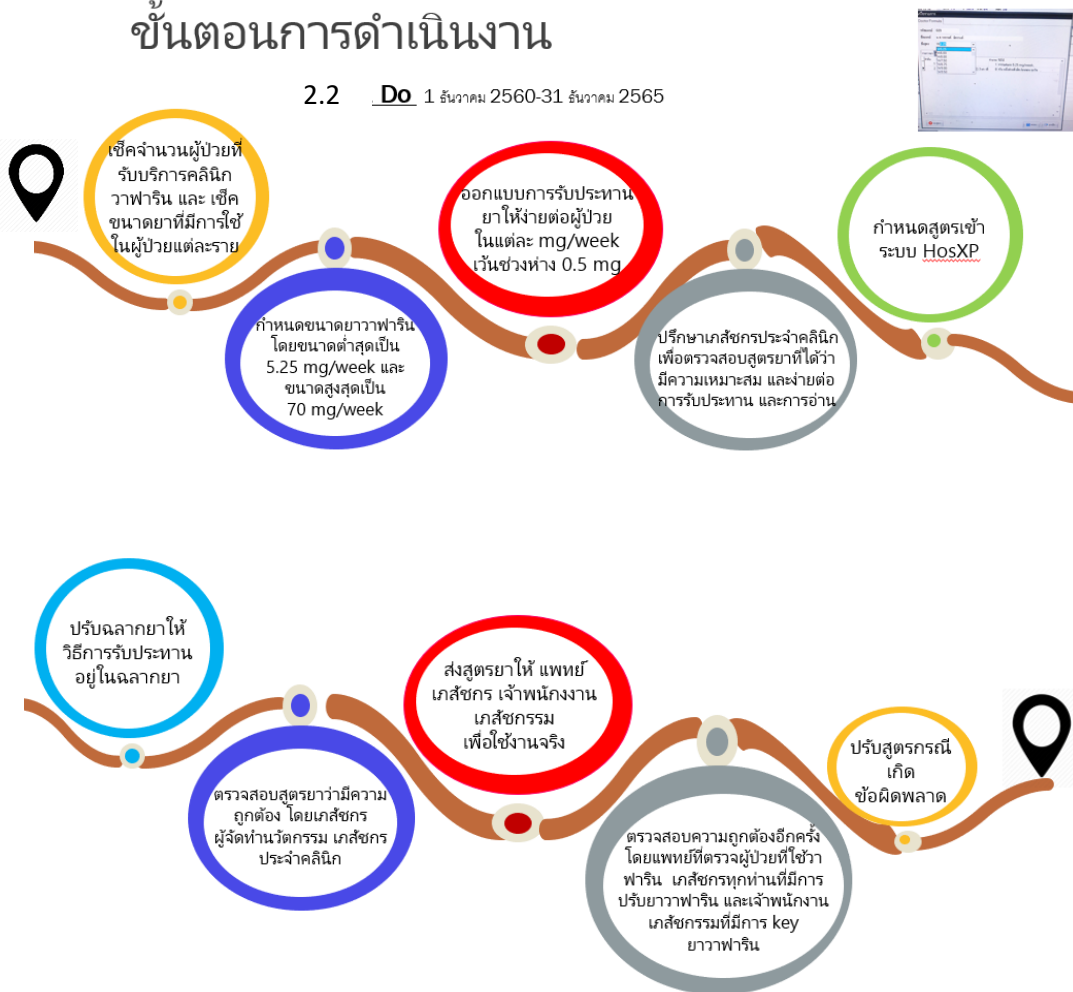 ขั้นตอนการดำเนินงาน
2.2 Do 1 ธันวาคม 2560-31 ธันวาคม 2565
เช็คจำนวนผู้ป่วยที่
รับบริการคลินิก
วาฟาริน และ เช็ค
ขนาดยาที่มีการใช้
ในผู้ป่วยแต่ละราย
กำหนดขนาดยาวาฟาริน
โดยขนาดต่ำสุดเป็น
5.25 mg/week และ
ขนาดสูงสุดเป็น
70 mg/week
ออกแบบการรับประทาน
ยาให้ง่ายต่อผู้ป่วย
ในแต่ละ mg/week
เว้นช่วงห่าง 0.5 mg
ปรึกษาเภสัชกรประจำคลินิก
เพื่อตรวจสอบสูตรยาที่ได้ว่า
มีความเหมาะสม และง่ายต่อ
การรับประทาน และการอ่าน
กำหนดสูตรเข้า
ระบบ HosXP
ปรับฉลากยาให้
วิธีการรับประทาน
อยู่ในฉลากยา
ตรวจสอบสูตรยาว่ามีความ
ถูกต้อง โดยเภสัชกร
ผู้จัดทำนวัตกรรม เภสัชกร
ประจำคลินิก
ส่งสูตรยาให้ แพทย์
เภสัชกร เจ้าพนักงงาน
เภสัชกรรม
เพื่อใช้งานจริง
ตรวจสอบความถูกต้องอีกครั้ง
โดยแพทย์ที่ตรวจผู้ป่วยที่ใช้วา
ฟาริน เภสัชกรทุกท่านที่มีการ
ปรับยาวาฟาริน และเจ้าพนักงาน
เภสัชกรรมที่มีการ key
ยาวาฟาริน
ปรับสูตรกรณี
เกิด
ข้อผิดพลาด